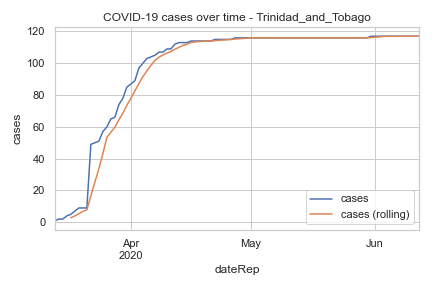 COVID-19 cases over time - Trinidad_and_Tobago
120
100
80
60
40
20
0
cases
cases
cases (rolling)
Apr
2020
May
Jun
dateRep